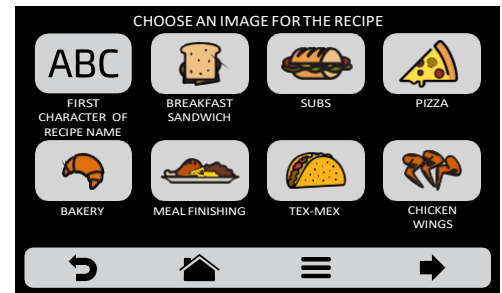 CHOOSE AN IMAGE FOR THE RECIPE
ABC
FIRST
CHARACTER OF
RECIPE NAME
BREAKFAST
SANDWICH
SUBS
PIZZA
BAKERY
MEAL FINISHING
TEX-MEX
CHICKEN
WINGS